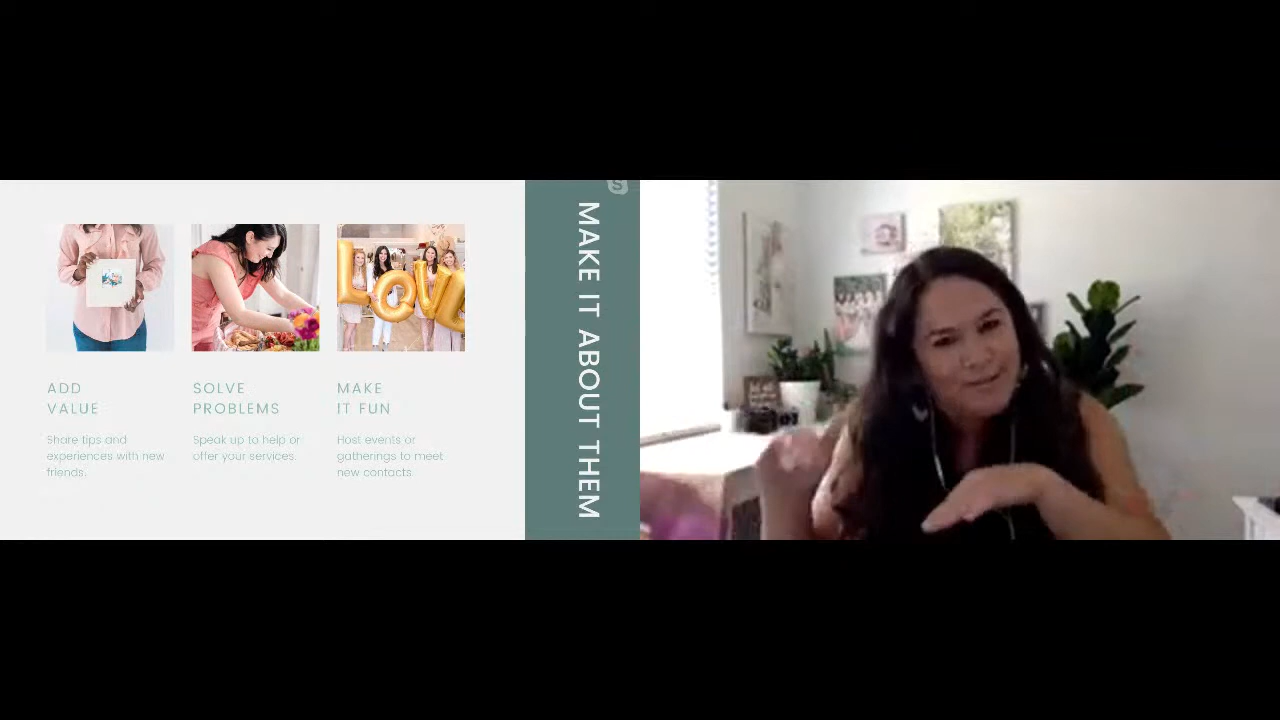 ADD
VALUE
Share tips and
experiences with new
friends.
SOLVE
PROBLEMS
Speak up to help or
offer your services.
MAKE
IT FUN
Host events or
gatherings to meet
new contacts.
MAKE IT ABOUT THEM
LOVE
S